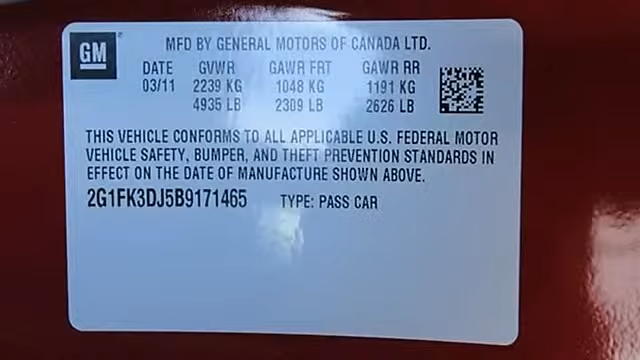 GM
MFD BY GENERAL MOTORS OF CANADA LTD.
DATE GVWR GAWR FRT GAWR RR
03/11 2239 KG 1048 KG 1191 KG
4935 LB 2309 LB 2626 LB
THIS VEHICLE CONFORMS TO ALL APPLICABLE U.S. FEDERAL MOTOR
VEHICLE SAFETY, BUMPER, AND THEFT PREVENTION STANDARDS IN
EFFECT ON THE DATE OF MANUFACTURE SHOWN ABOVE.
2G1FK3DJ5B9171465 TYPE: PASS CAR